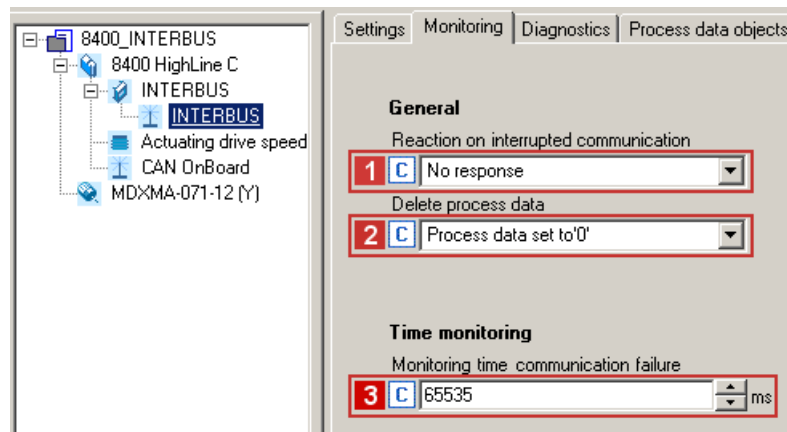 8400_INTERBUS
8400 HighLine C
INTERBUS
INTERBUS
Actuating drive speed
CAN OnBoard
MDXMA-071-12 (Y)
Settings Monitoring Diagnostics Process data objects
General
Reaction on interrupted communication
1 C No response
Delete process data
2 C Process data set to'0'
Time monitoring
Monitoring time communication failure
3 C 65535 ms